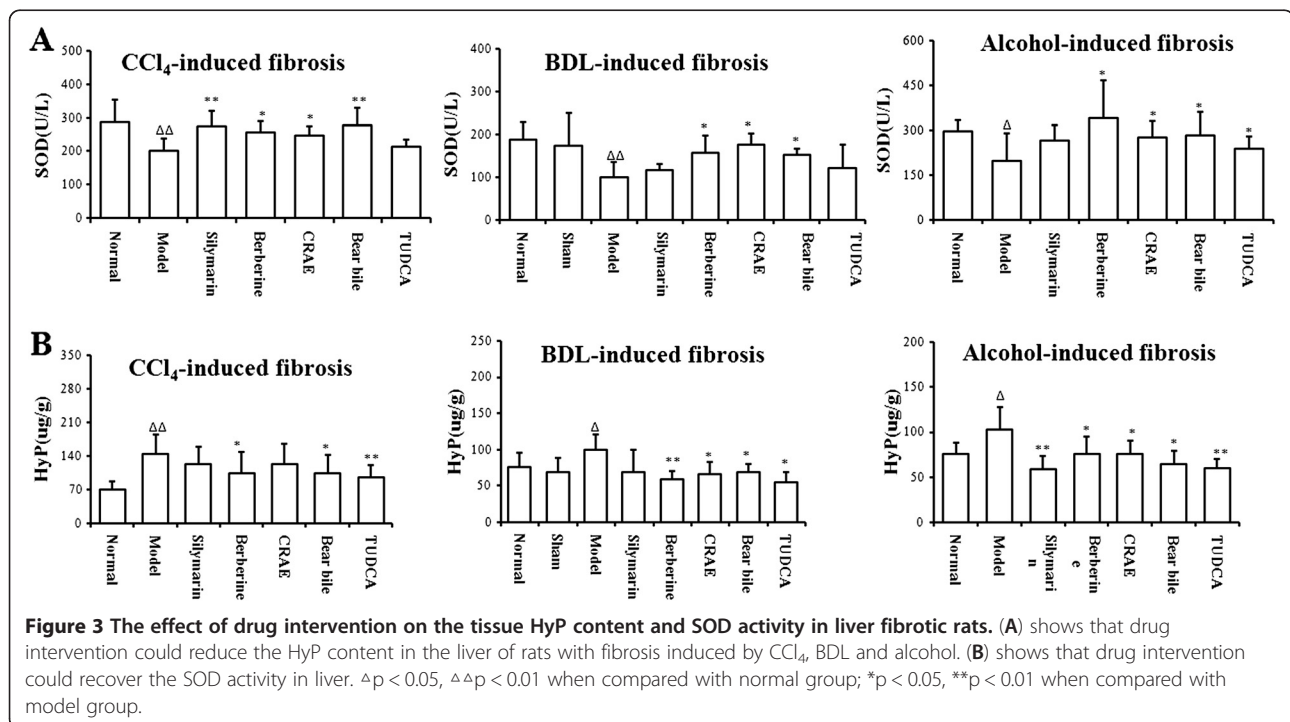 A
CCl₄-induced fibrosis
SOD(U/L)
500
400
300
200
100
0
ΔΔ
**
*
*
**
Normal
Model
Silymarin
Berberine
CRAE
Bear bile
TUDCA
BDL-induced fibrosis
SOD(U/L)
400
300
200
100
0
ΔΔ
*
*
*
Normal
Sham
Model
Silymarin
Berberine
CRAE
Bear bile
TUDCA
Alcohol-induced fibrosis
SOD(U/L)
600
450
300
150
0
Δ
*
*
*
*
Normal
Model
Silymarin
Berberine
CRAE
Bear bile
TUDCA
B
CCl₄-induced fibrosis
HyP(ug/g)
350
280
210
140
70
0
ΔΔ
*
*
**
Normal
Model
Silymarin
Berberine
CRAE
Bear bile
TUDCA
BDL-induced fibrosis
HyP(ug/g)
250
200
150
100
50
0
Δ
**
*
*
*
Normal
Sham
Model
Silymarin
Berberine
CRAE
Bear bile
TUDCA
Alcohol-induced fibrosis
HyP(ug/g)
200
150
100
50
0
Δ
**
*
*
*
**
Normal
Model
Silymari
n
Berberin
e
CRAE
Bear bile
TUDCA
Figure 3 The effect of drug intervention on the tissue HyP content and SOD activity in liver fibrotic rats. (A) shows that drug
intervention could reduce the HyP content in the liver of rats with fibrosis induced by CCl₄, BDL and alcohol. (B) shows that drug intervention
could recover the SOD activity in liver. △p < 0.05, △△p < 0.01 when compared with normal group; *p < 0.05, **p < 0.01 when compared with
model group.